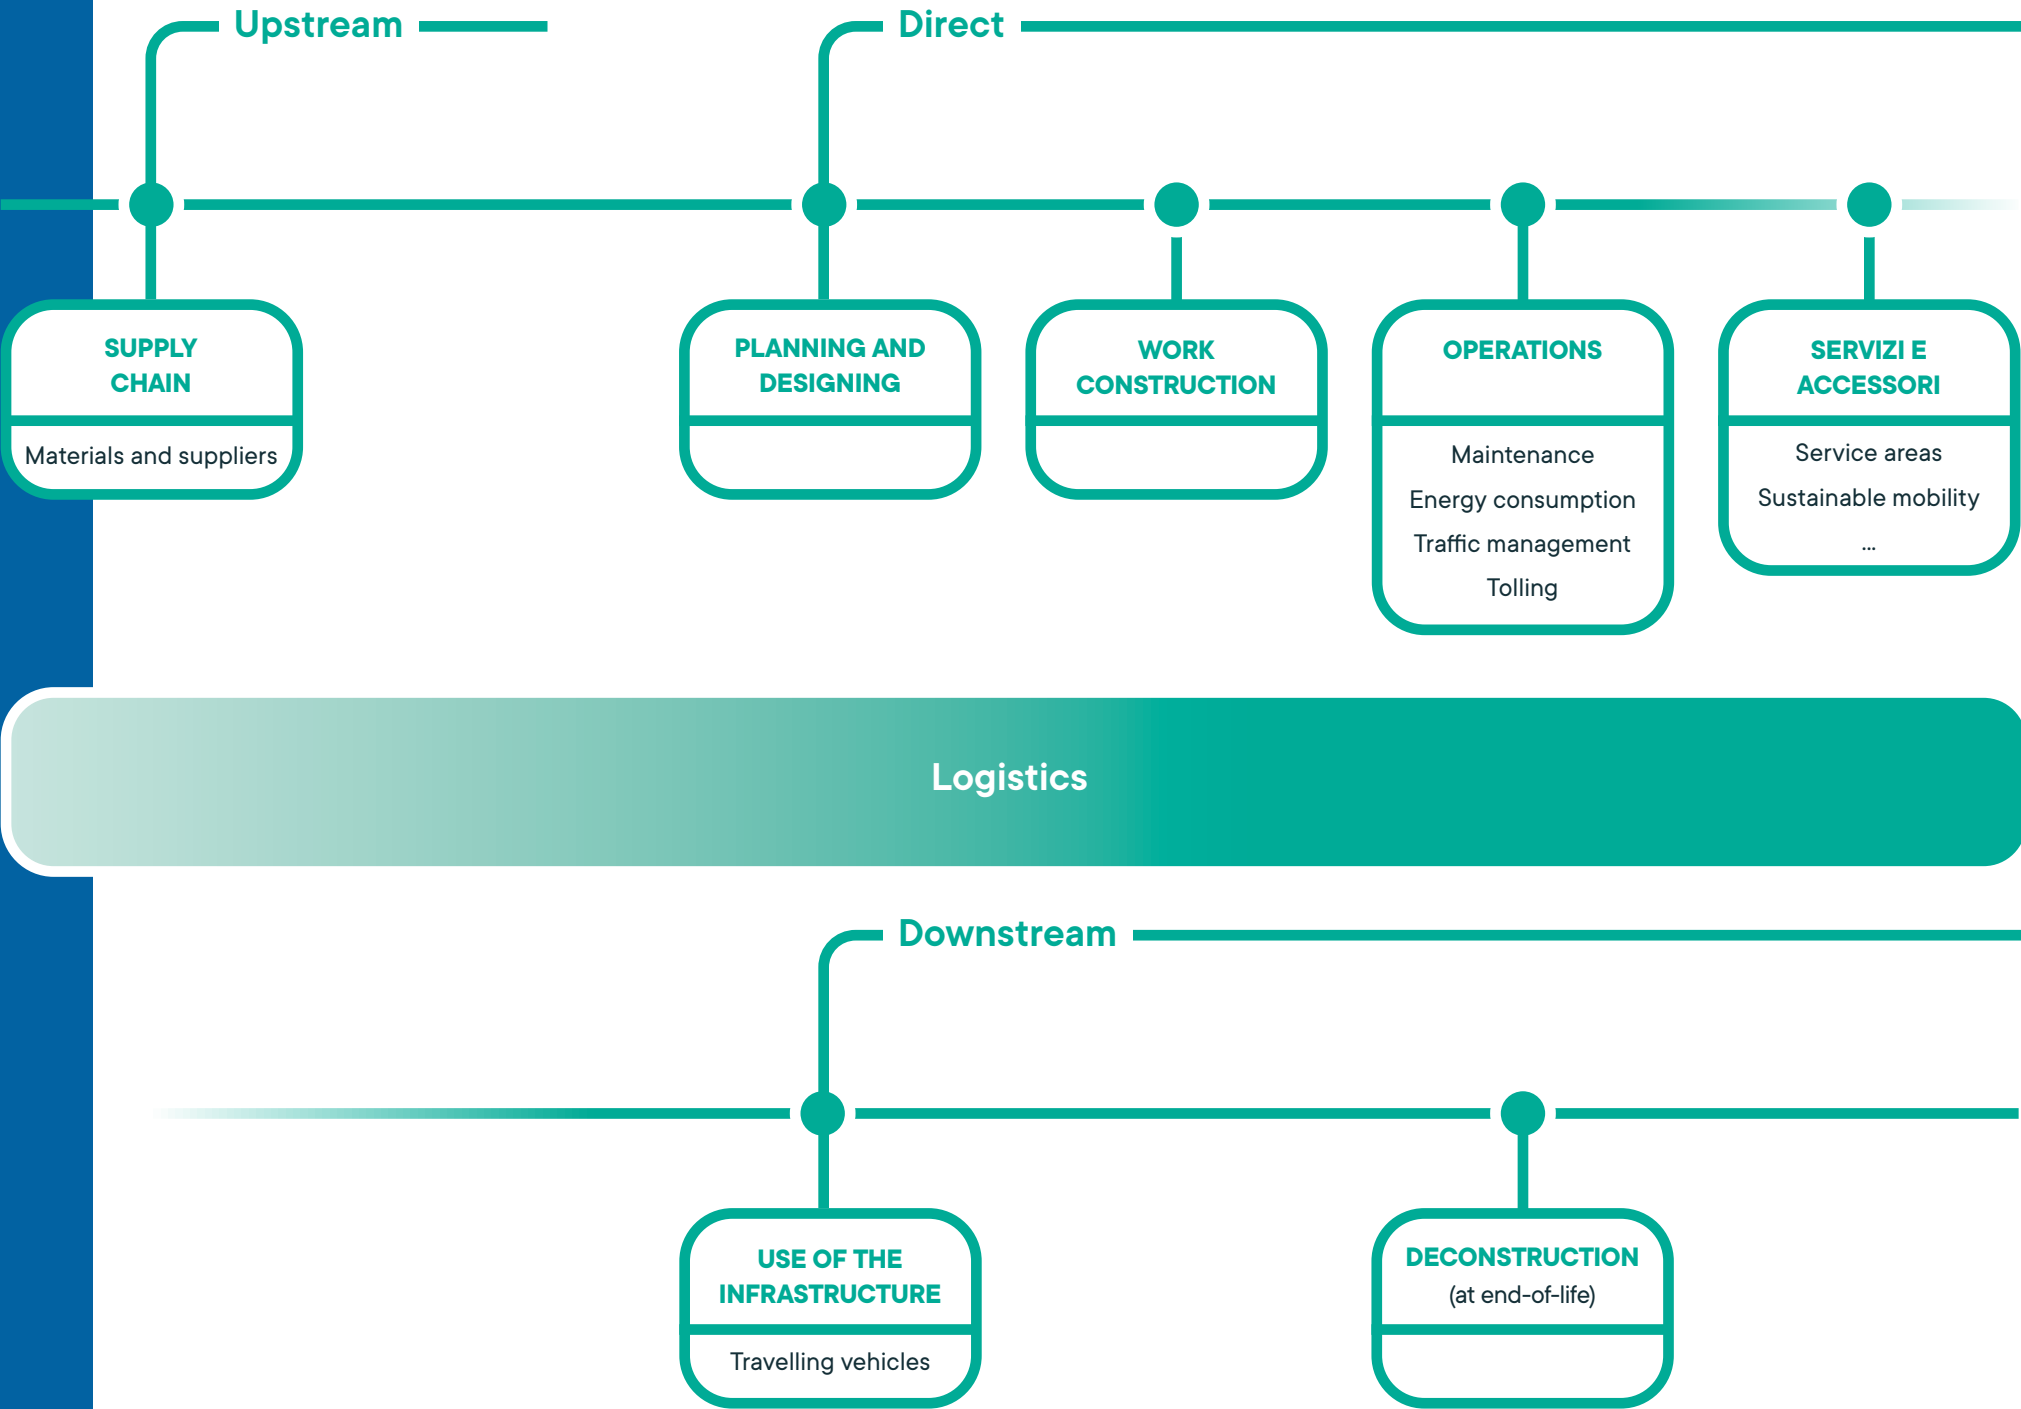 Upstream
Direct
SUPPLY
CHAIN
Materials and suppliers
PLANNING AND
DESIGNING
WORK
CONSTRUCTION
OPERATIONS
Maintenance
Energy consumption
Traffic management
Tolling
SERVIZI E
ACCESSORI
Service areas
Sustainable mobility
...
Logistics
Downstream
USE OF THE
INFRASTRUCTURE
Travelling vehicles
DECONSTRUCTION
(at end-of-life)